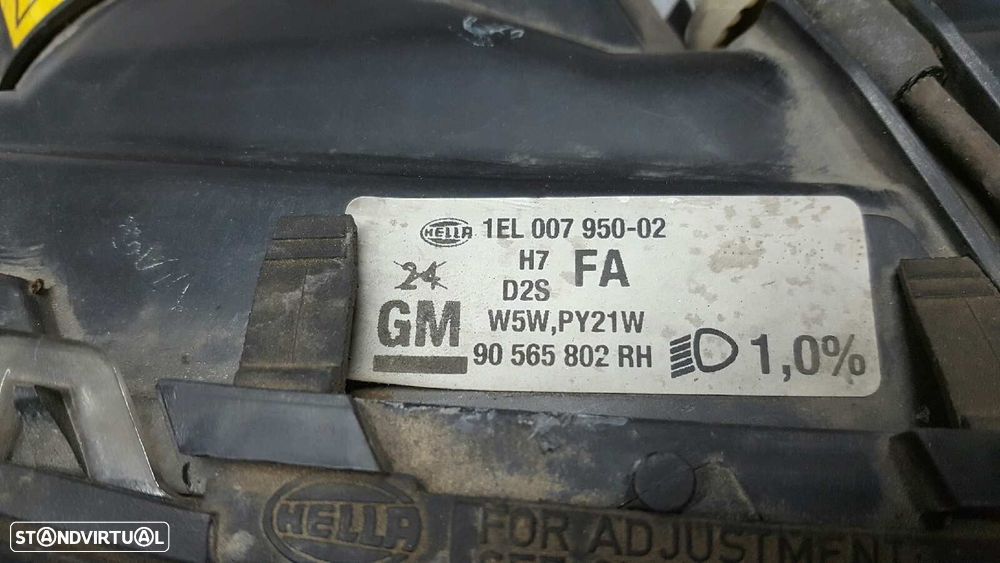 HELLA 1EL 007 950-02
24 H7 FA
D2S
GM W5W,PY21W
90 565 802 RH 1,0%
HELLA FOR ADJUSTMENT
STANDVIRTUAL